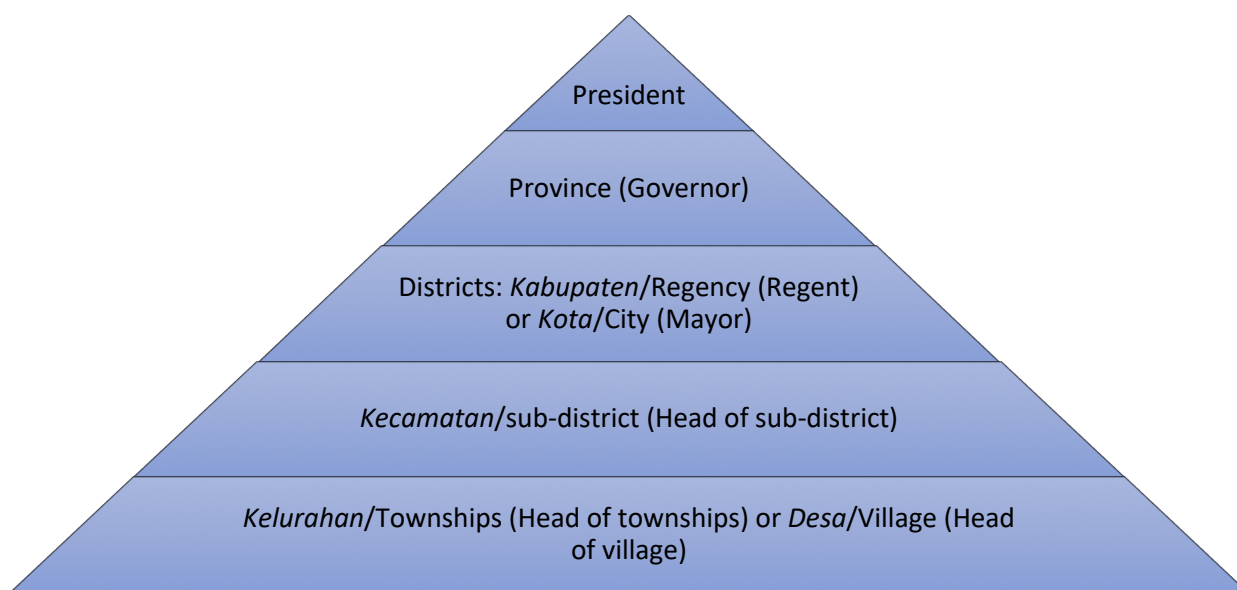 President
Province (Governor)
Districts: Kabupaten/Regency (Regent)
or Kota/City (Mayor)
Kecamatan/sub-district (Head of sub-district)
Kelurahan/Townships (Head of townships) or Desa/Village (Head
of village)